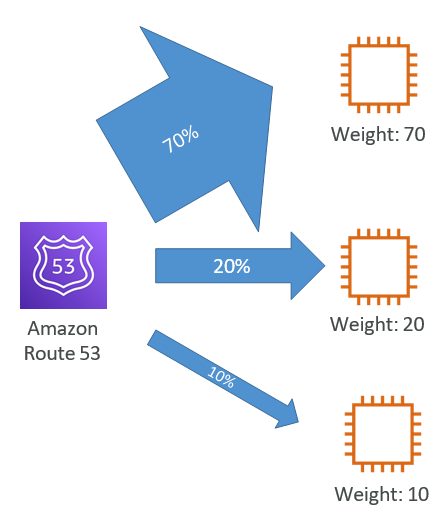 70%
Weight: 70
53
20%
Weight: 20
Amazon
Route 53
10%
Weight: 10